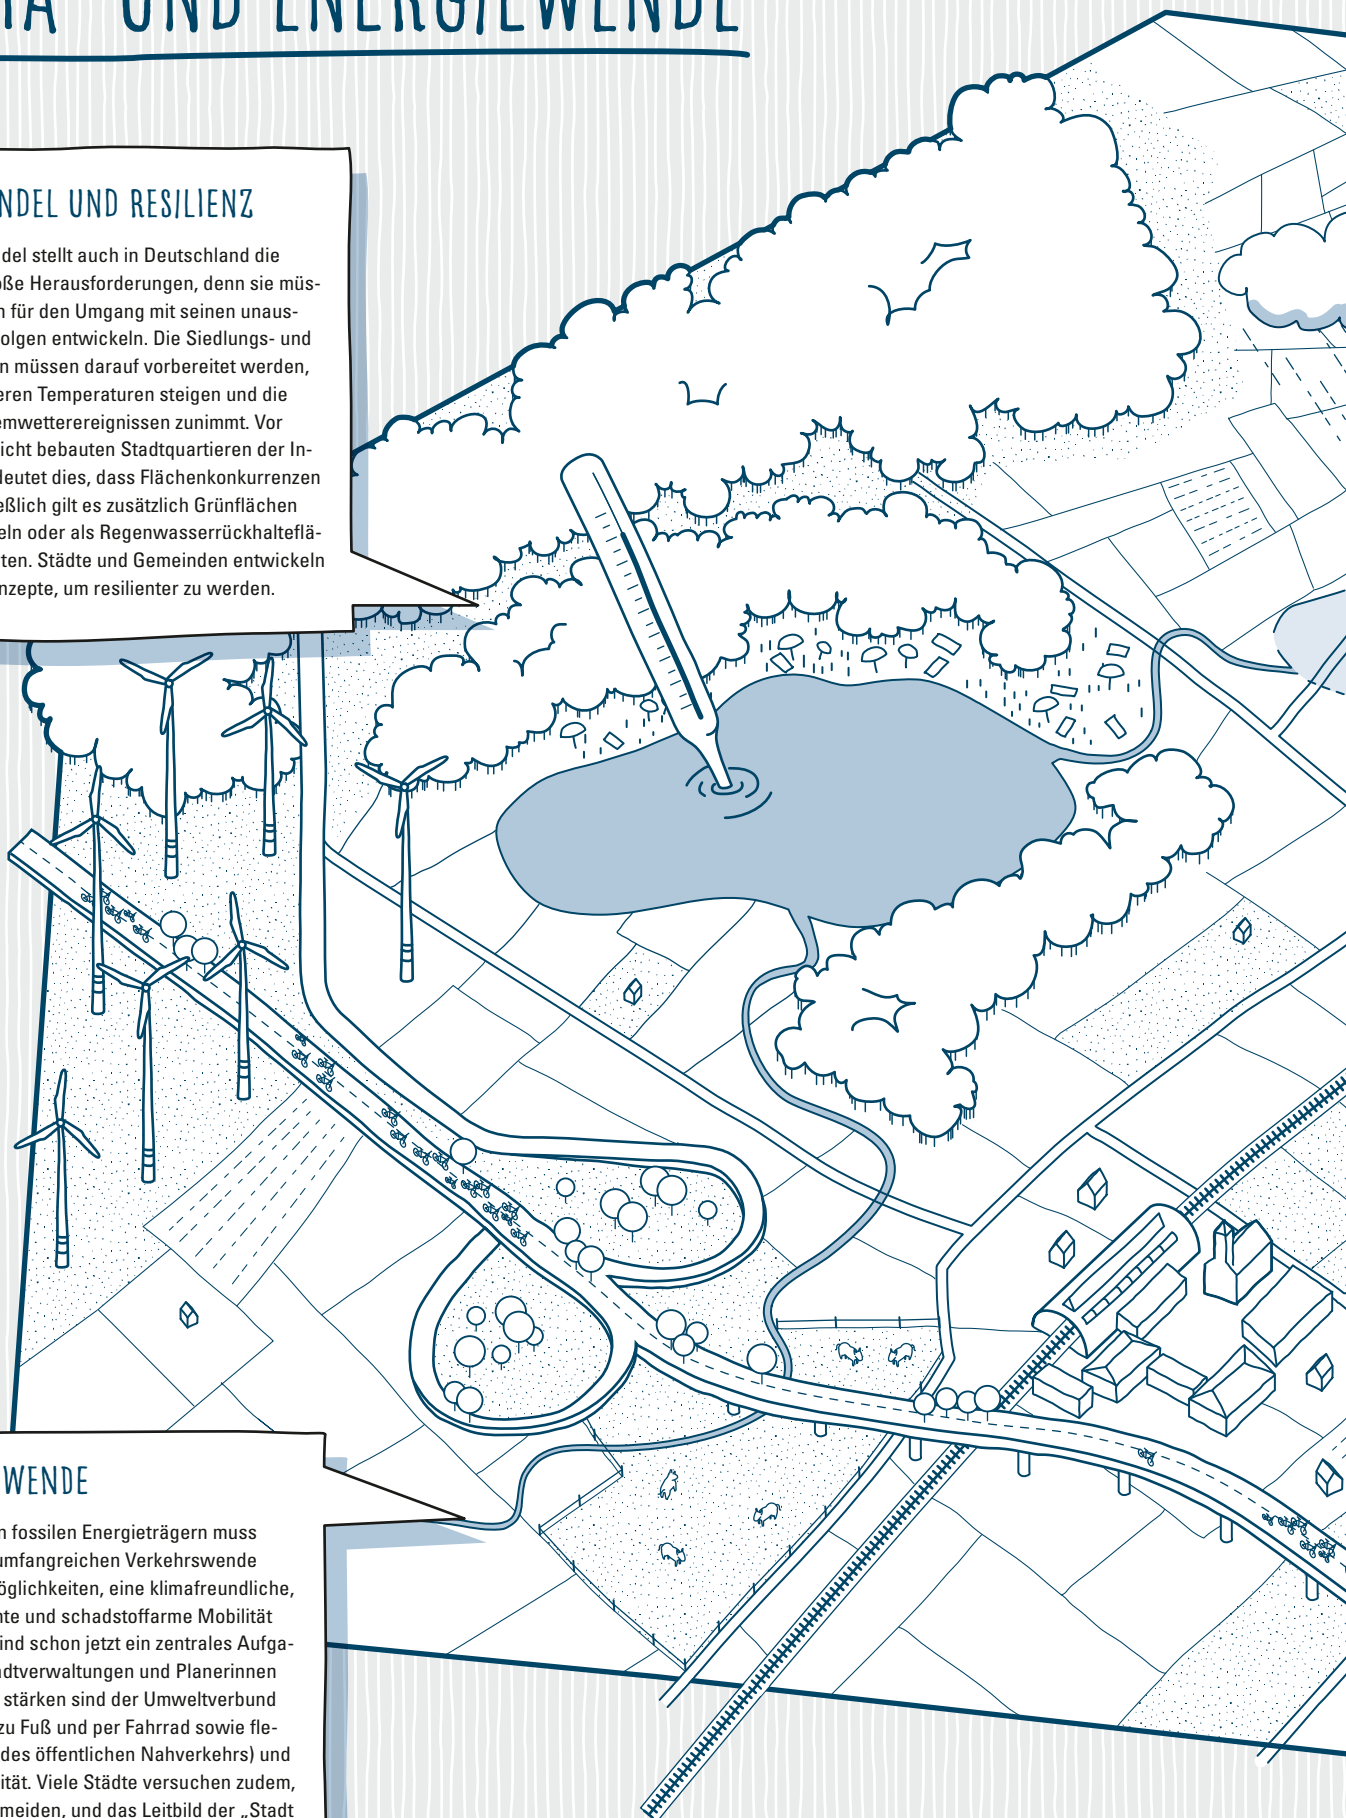 UND ENERGIEWENDE
NDEL UND RESILIENZ
del stellt auch in Deutschland die
oße Herausforderungen, denn sie müs-
n für den Umgang mit seinen unaus-
olgen entwickeln. Die Siedlungs- und
n müssen darauf vorbereitet werden,
eren Temperaturen steigen und die
emwetterereignissen zunimmt. Vor
icht bebauten Stadtquartieren der In-
deutet dies, dass Flächenkonkurrenzen
eßlich gilt es zusätzlich Grünflächen
eln oder als Regenwasserrückhalteflä-
ten. Städte und Gemeinden entwickeln
nzepte, um resilienter zu werden.
WENDE
n fossilen Energieträgern muss
umfangreichen Verkehrswende
öglichkeiten, eine klimafreundliche,
nte und schadstoffarme Mobilität
ind schon jetzt ein zentrales Aufga-
adtverwaltungen und Planerinnen
stärken sind der Umweltverbund
zu Fuß und per Fahrrad sowie fle-
des öffentlichen Nahverkehrs) und
ität. Viele Städte versuchen zudem,
meiden, und das Leitbild der „Stadt